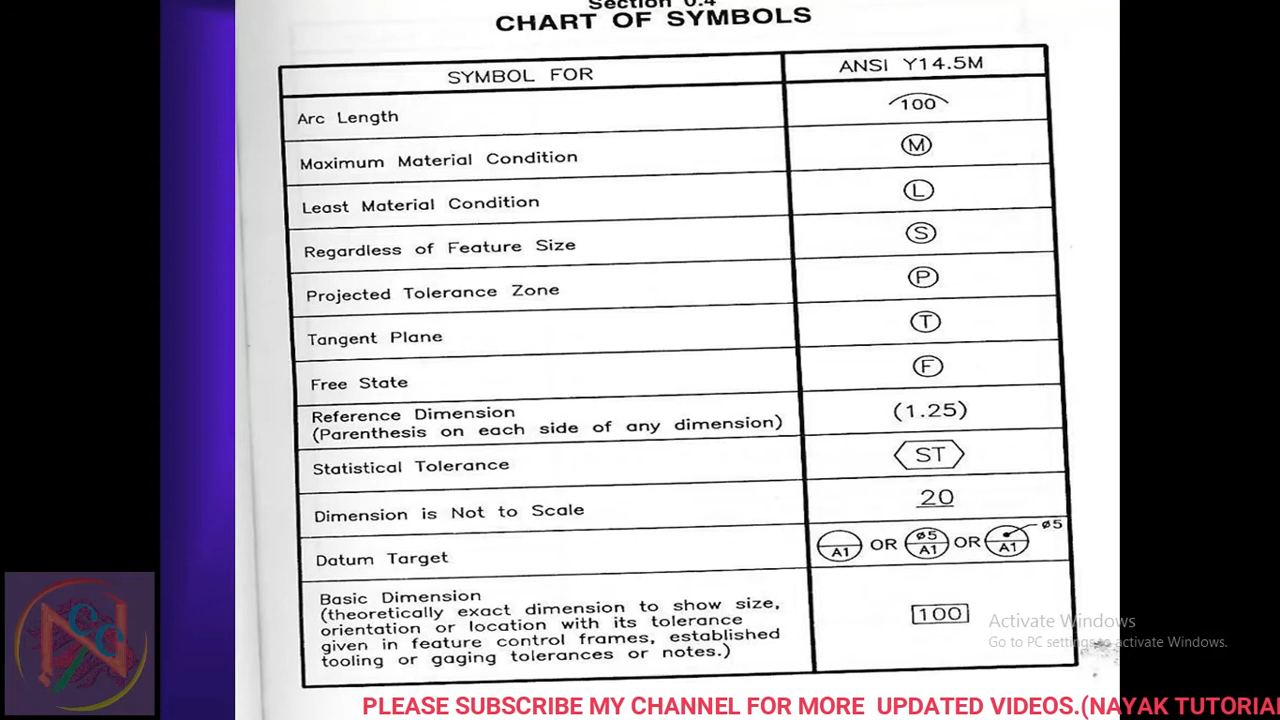 Section 0.4
CHART OF SYMBOLS
SYMBOL FOR
ANSI Y14.5M
Arc Length
100
Maximum Material Condition
M
Least Material Condition
L
Regardless of Feature Size
S
Projected Tolerance Zone
P
Tangent Plane
T
Free State
F
Reference Dimension
(Parenthesis on each side of any dimension)
(1.25)
Statistical Tolerance
ST
Dimension is Not to Scale
20
Datum Target
A1 OR ø5 A1 OR A1 ø5
Basic Dimension
(theoretically exact dimension to show size,
orientation or location with its tolerance
given in feature control frames, established
tooling or gaging tolerances or notes.)
100
Activate Windows
Go to PC settings to activate Windows.
N
C
C
PLEASE SUBSCRIBE MY CHANNEL FOR MORE UPDATED VIDEOS.(NAYAK TUTORIA